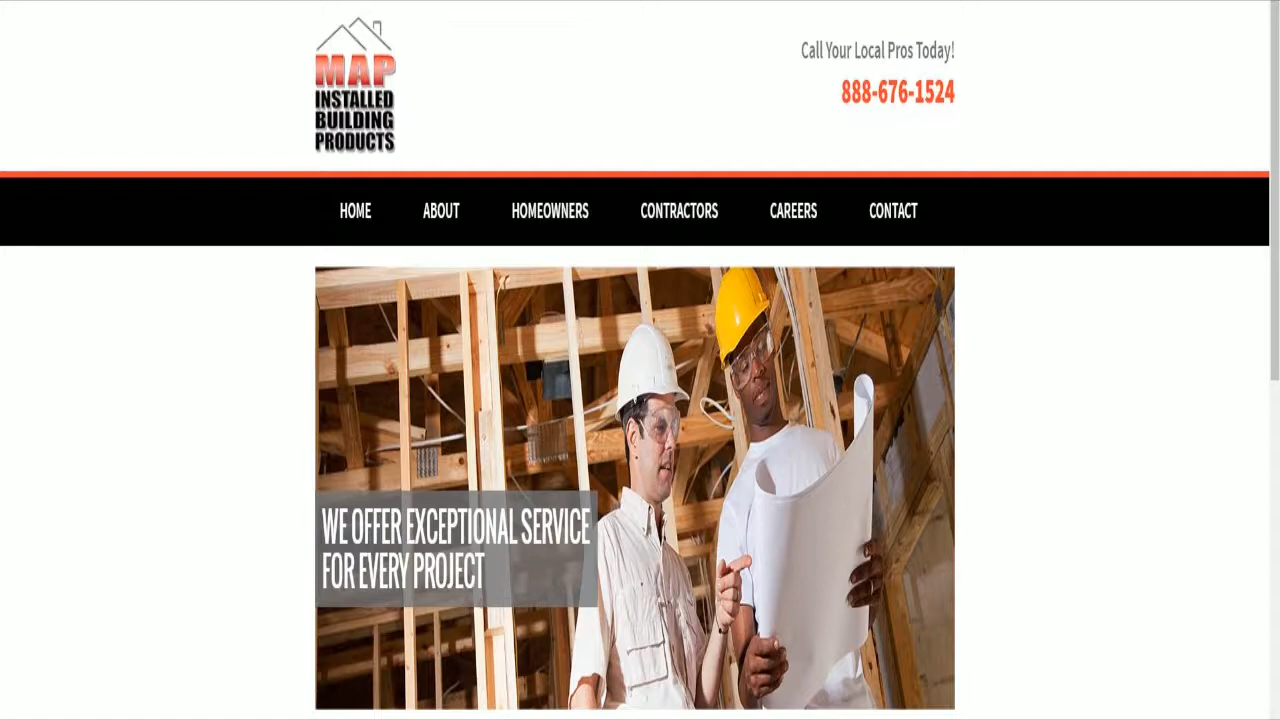 MAP
INSTALLED
BUILDING
PRODUCTS
Call Your Local Pros Today!
888-676-1524
HOME ABOUT HOMEOWNERS CONTRACTORS CAREERS CONTACT
WE OFFER EXCEPTIONAL SERVICE
FOR EVERY PROJECT